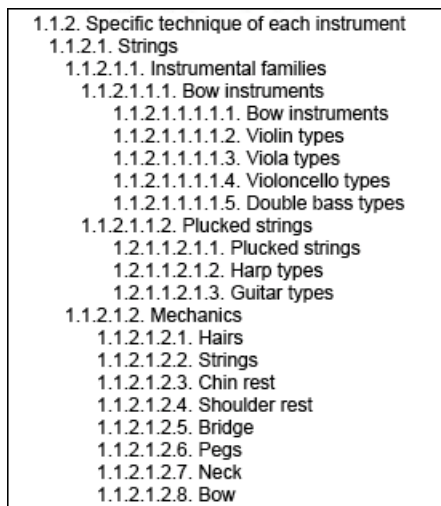 1.1.2. Specific technique of each instrument
1.1.2.1. Strings
1.1.2.1.1. Instrumental families
1.1.2.1.1.1. Bow instruments
1.1.2.1.1.1.1.1. Bow instruments
1.1.2.1.1.1.1.2. Violin types
1.1.2.1.1.1.1.3. Viola types
1.1.2.1.1.1.1.4. Violoncello types
1.1.2.1.1.1.1.5. Double bass types
1.1.2.1.1.2. Plucked strings
1.2.1.1.2.1.1. Plucked strings
1.2.1.1.2.1.2. Harp types
1.2.1.1.2.1.3. Guitar types
1.1.2.1.2. Mechanics
1.1.2.1.2.1. Hairs
1.1.2.1.2.2. Strings
1.1.2.1.2.3. Chin rest
1.1.2.1.2.4. Shoulder rest
1.1.2.1.2.5. Bridge
1.1.2.1.2.6. Pegs
1.1.2.1.2.7. Neck
1.1.2.1.2.8. Bow